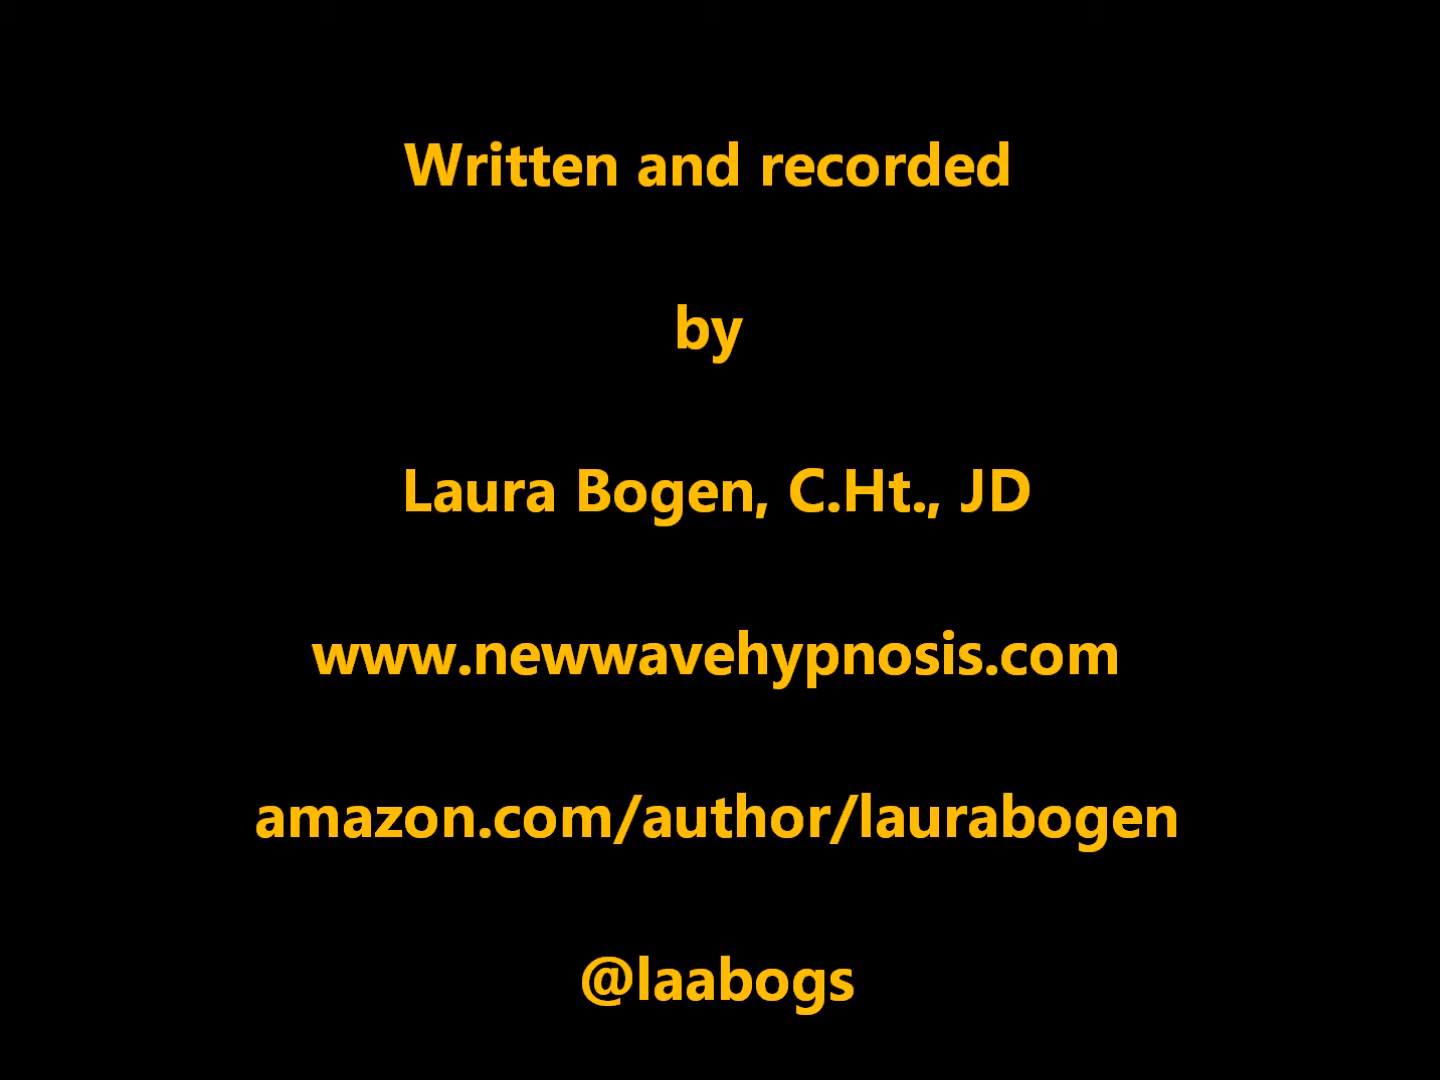 Written and recorded
by
Laura Bogen, C.Ht., JD
www.newwavehypnosis.com
amazon.com/author/laurabogen
@laabogs